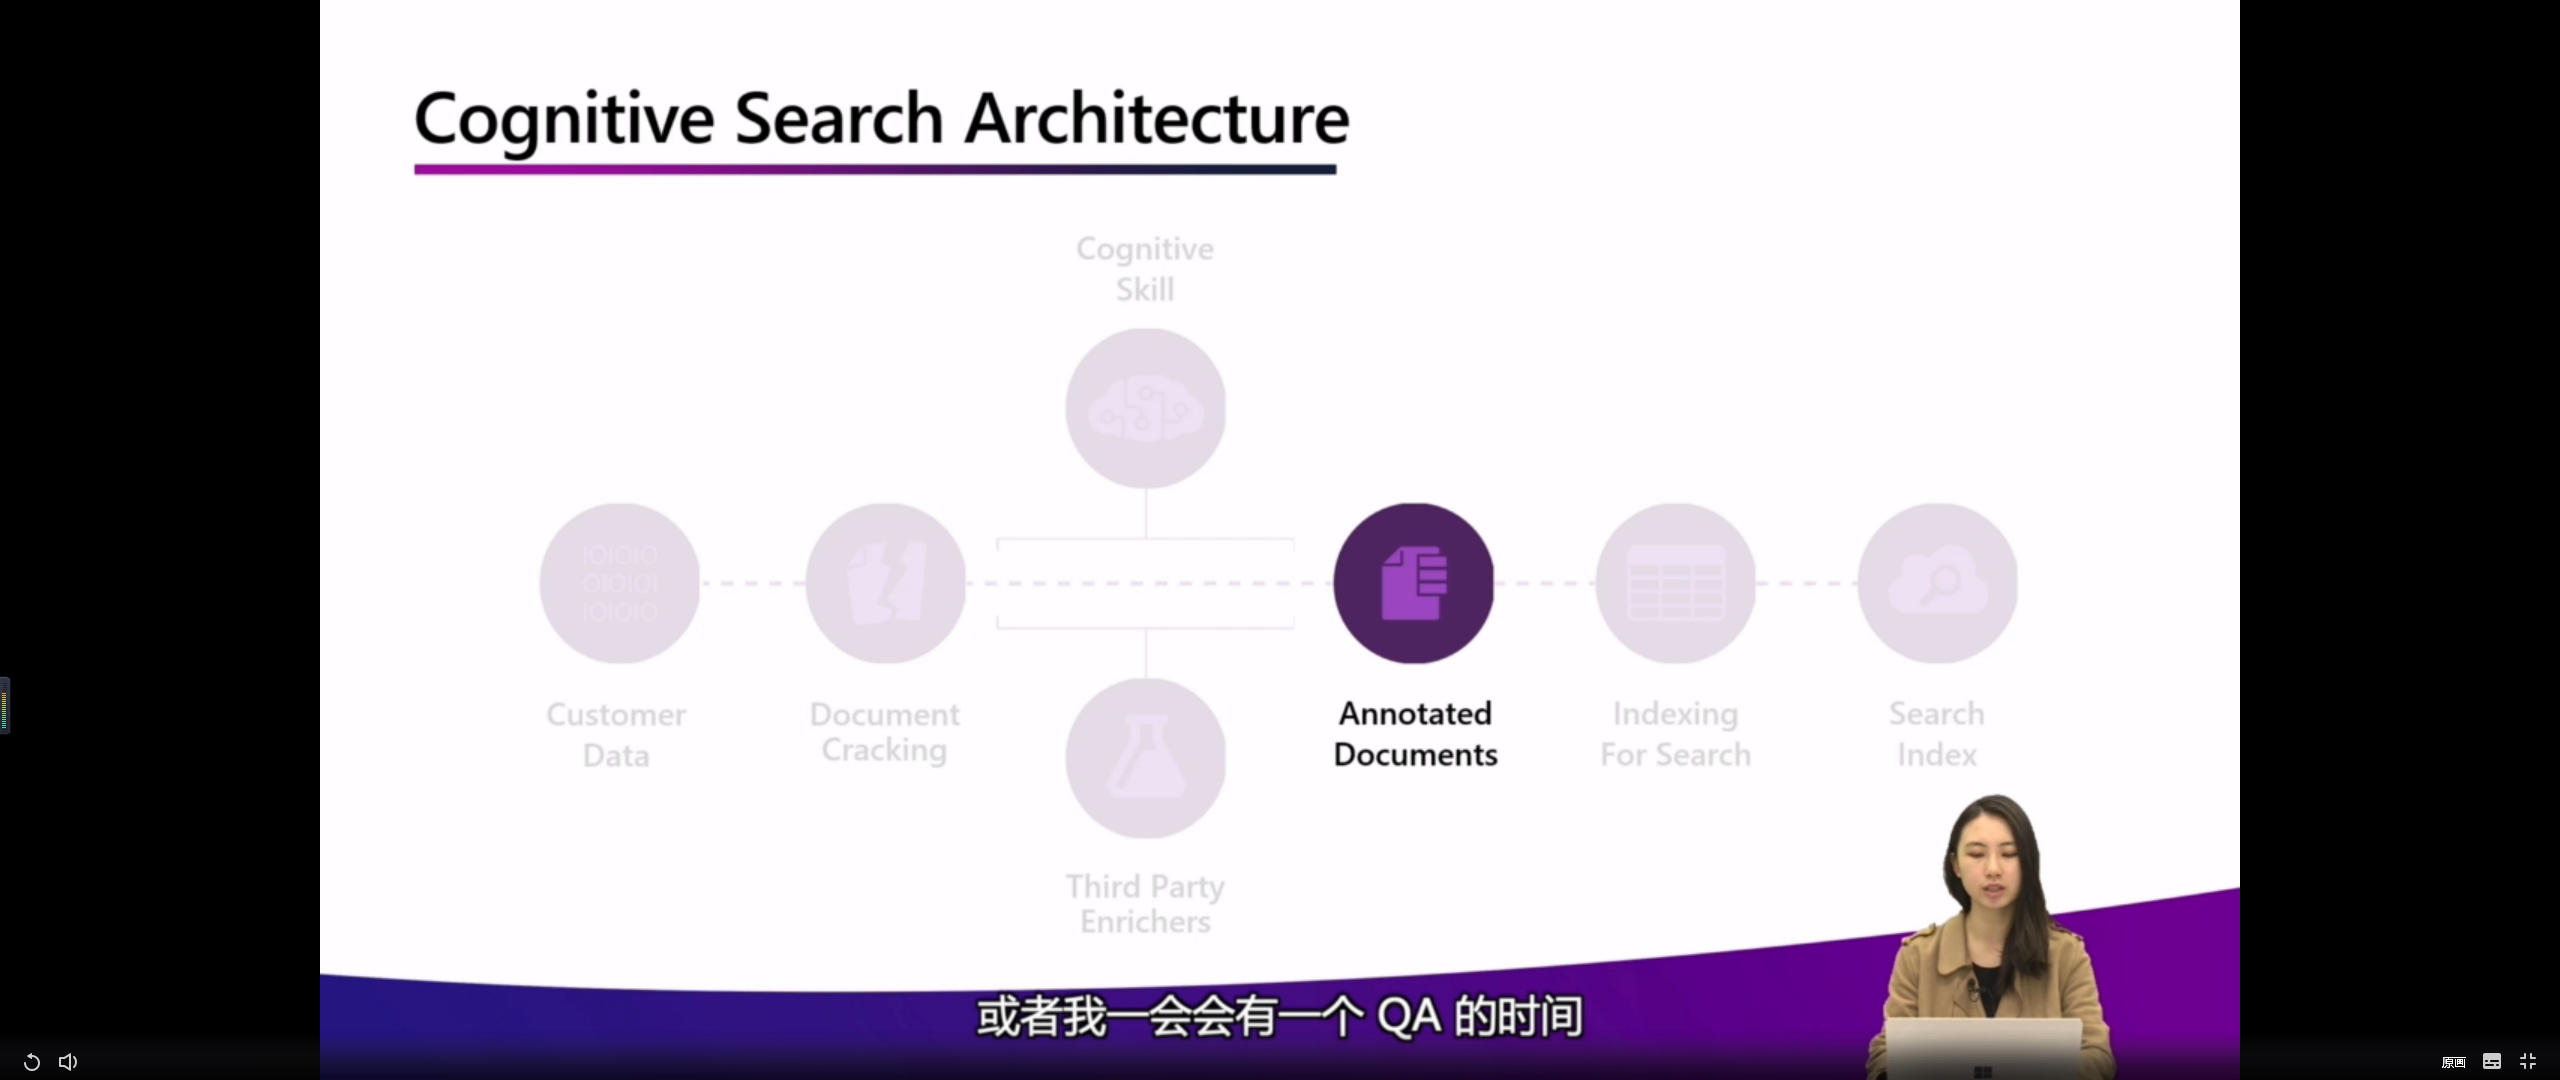 Cognitive Search Architecture
Cognitive
Skill
IOIOIO
OIOIOI
IOIOIO
Customer
Data
Document
Cracking
Annotated
Documents
Indexing
For Search
Search
Index
Third Party
Enrichers
或者我一会会有一个 QA 的时间
原画